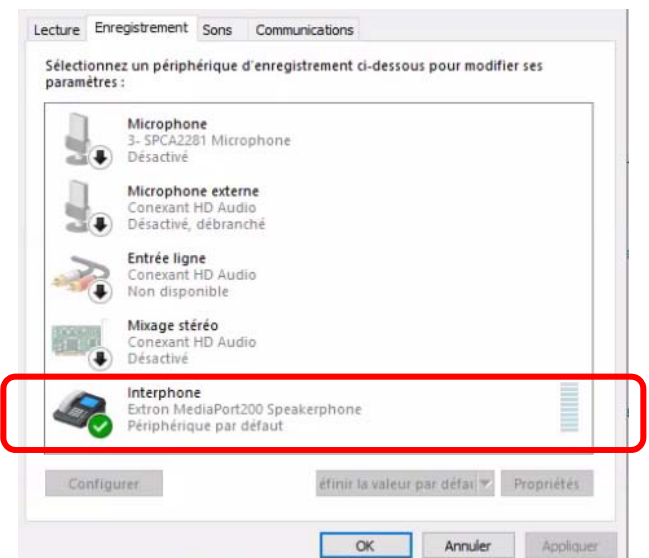 Lecture Enregistrement Sons Communications
Sélectionnez un périphérique d'enregistrement ci-dessous pour modifier ses
paramètres :
Microphone
3- SPCA2281 Microphone
Désactivé
Microphone externe
Conexant HD Audio
Désactivé, débranché
Entrée ligne
Conexant HD Audio
Non disponible
Mixage stéréo
Conexant HD Audio
Désactivé
Interphone
Extron MediaPort200 Speakerphone
Périphérique par défaut
Configurer éfinir la valeur par défau Propriétés
OK Annuler Appliquer